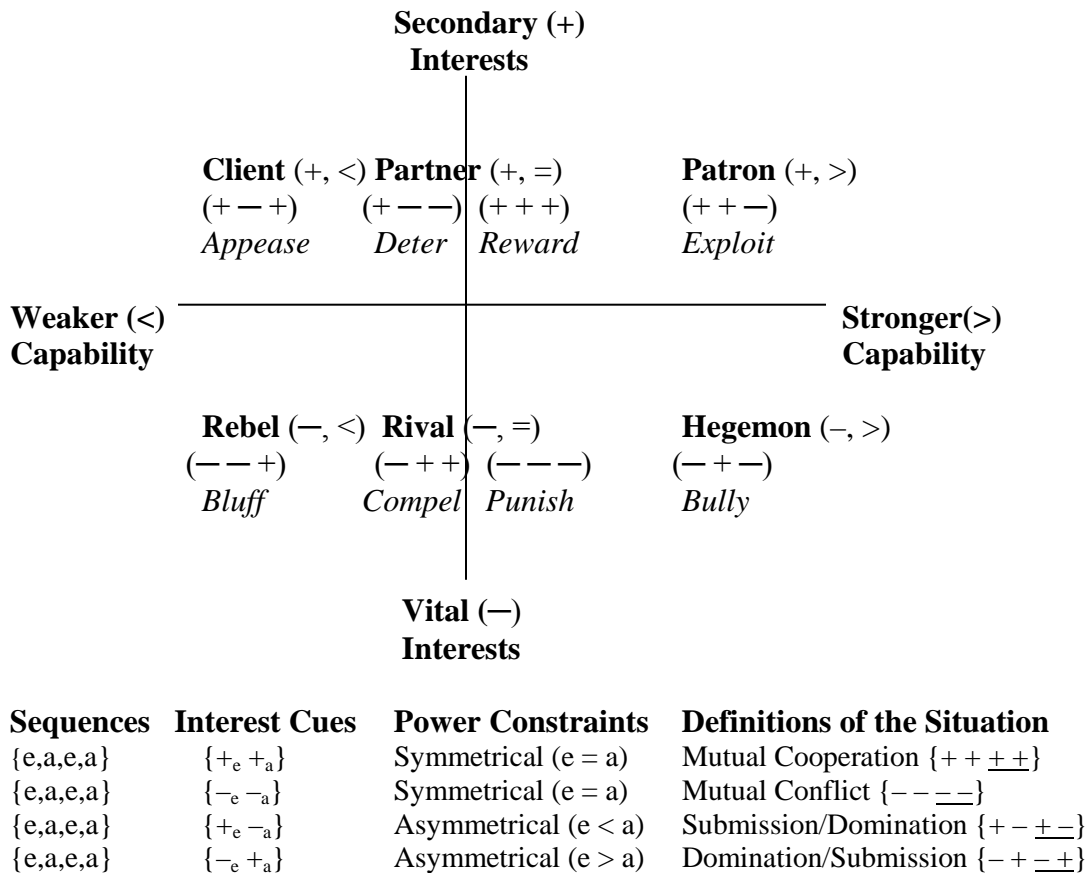 Secondary (+)
Interests
Client (+, <) Partner (+, =) Patron (+, >)
(+ — +) (+ — —) (+ + +) (+ + —)
Appease Deter Reward Exploit
Weaker (<) Stronger(>)
Capability Capability
Rebel (—, <) Rival (—, =) Hegemon (–, >)
(— — +) (— + +) (— — —) (— + —)
Bluff Compel Punish Bully
Vital (—)
Interests
Sequences Interest Cues Power Constraints Definitions of the Situation
{e,a,e,a} {+e +a} Symmetrical (e = a) Mutual Cooperation {+ + + +}
{e,a,e,a} {–e –a} Symmetrical (e = a) Mutual Conflict {– – – –}
{e,a,e,a} {+e –a} Asymmetrical (e < a) Submission/Domination {+ – + –}
{e,a,e,a} {–e +a} Asymmetrical (e > a) Domination/Submission {– + – +}